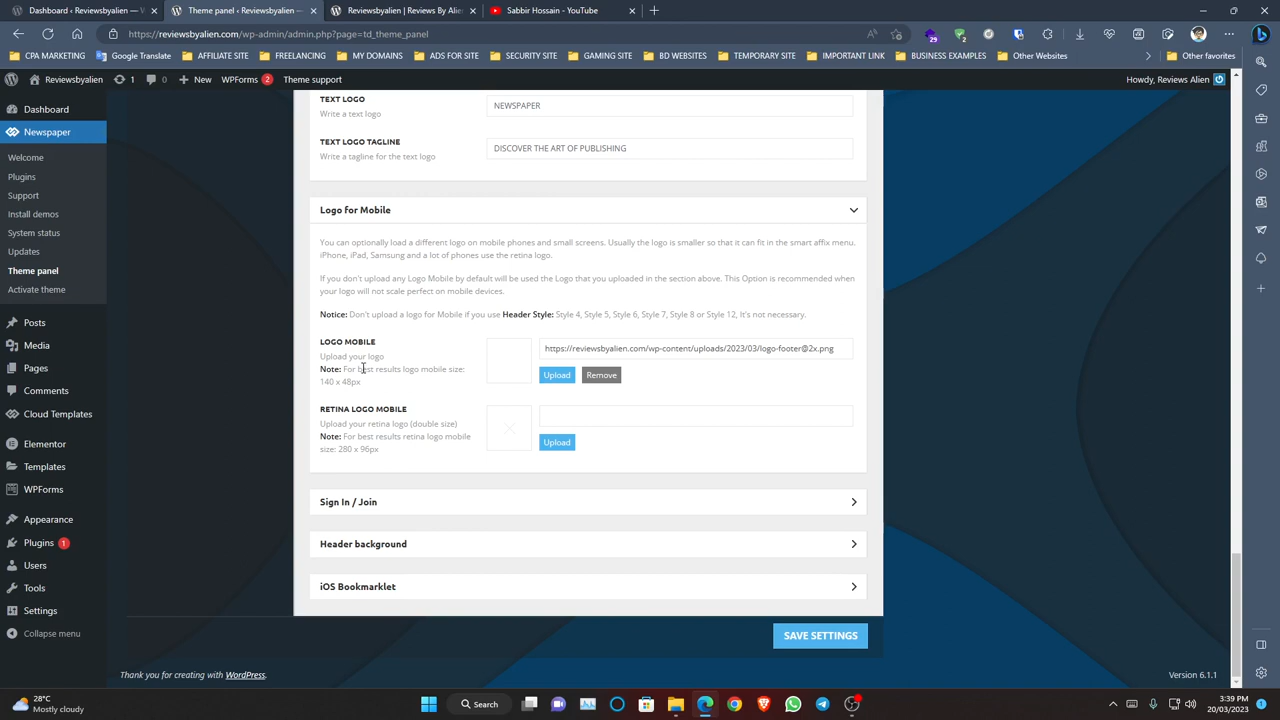 Dashboard ‹ Reviewsbyalien — W
Theme panel ‹ Reviewsbyalien —
Reviews By Alien -
Saokhin - YouTube
https://reviewsbyalien.com/wp-admin/admin.php?page=td_theme_panel
CPA MARKETING
AFFILIATE SITE
FREELANCING
MY DOMAINS
ADS FOR SITE
SECURITY SITE
GAMING SITE
BD WEBSITES
TEMPORARY SITE
IMPORTANT LINK
BUSINESS EXAMPLES
Other Websites
Other favorites
Reviewsbyalien
1
0
New
WPForms 2
Theme support
Howdy, Reviews Alien
Dashboard
Newspaper
Welcome
Plugins
Support
Install demos
System status
Updates
Theme panel
Activate theme
Posts
Media
Pages
Comments
Cloud Templates
Elementor
Templates
WPForms
Appearance
Plugins 1
Users
Tools
Settings
Collapse menu
TEXT LOGO
Write a text logo
NEWSPAPER
TEXT LOGO TAGLINE
Write a tagline for the text logo
DISCOVER THE ART OF PUBLISHING
Logo for Mobile
You can optionally load a different logo on mobile phones and small screens. Usually the logo is smaller so that it can fit in the smart affix menu.
iPhone, iPad, Samsung and a lot of phones use the retina logo.
If you don't upload any Logo Mobile by default will be used the Logo that you uploaded in the section above. This Option is recommended when
your logo will not scale perfect on mobile devices.
Notice: Don't upload a logo for Mobile if you use Header Style: Style 4, Style 5, Style 6, Style 7, Style 8 or Style 12, It's not necessary.
LOGO MOBILE
Upload your logo
Note: For best results logo mobile size:
140 x 48px
https://reviewsbyalien.com/wp-content/uploads/2023/03/logo-footer@2x.png
Upload
Remove
RETINA LOGO MOBILE
Upload your retina logo (double size)
Note: For best results retina logo mobile
size: 280 x 96px
Upload
Sign In / Join
Header background
iOS Bookmarklet
SAVE SETTINGS
Thank you for creating with WordPress.
Version 6.1.1
28°C
Mostly cloudy
Search
3:39 PM
20/03/2023